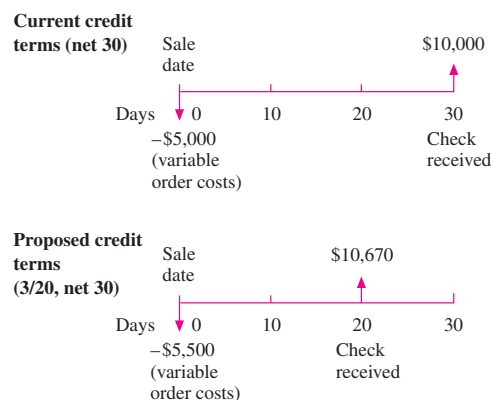 Current credit
terms (net 30)
Sale
date
$10,000
Days 0 10 20 30
–$5,000
(variable
order costs)
Check
received
Proposed credit
terms
(3/20, net 30)
Sale
date
$10,670
Days 0 10 20 30
–$5,500
(variable
order costs)
Check
received